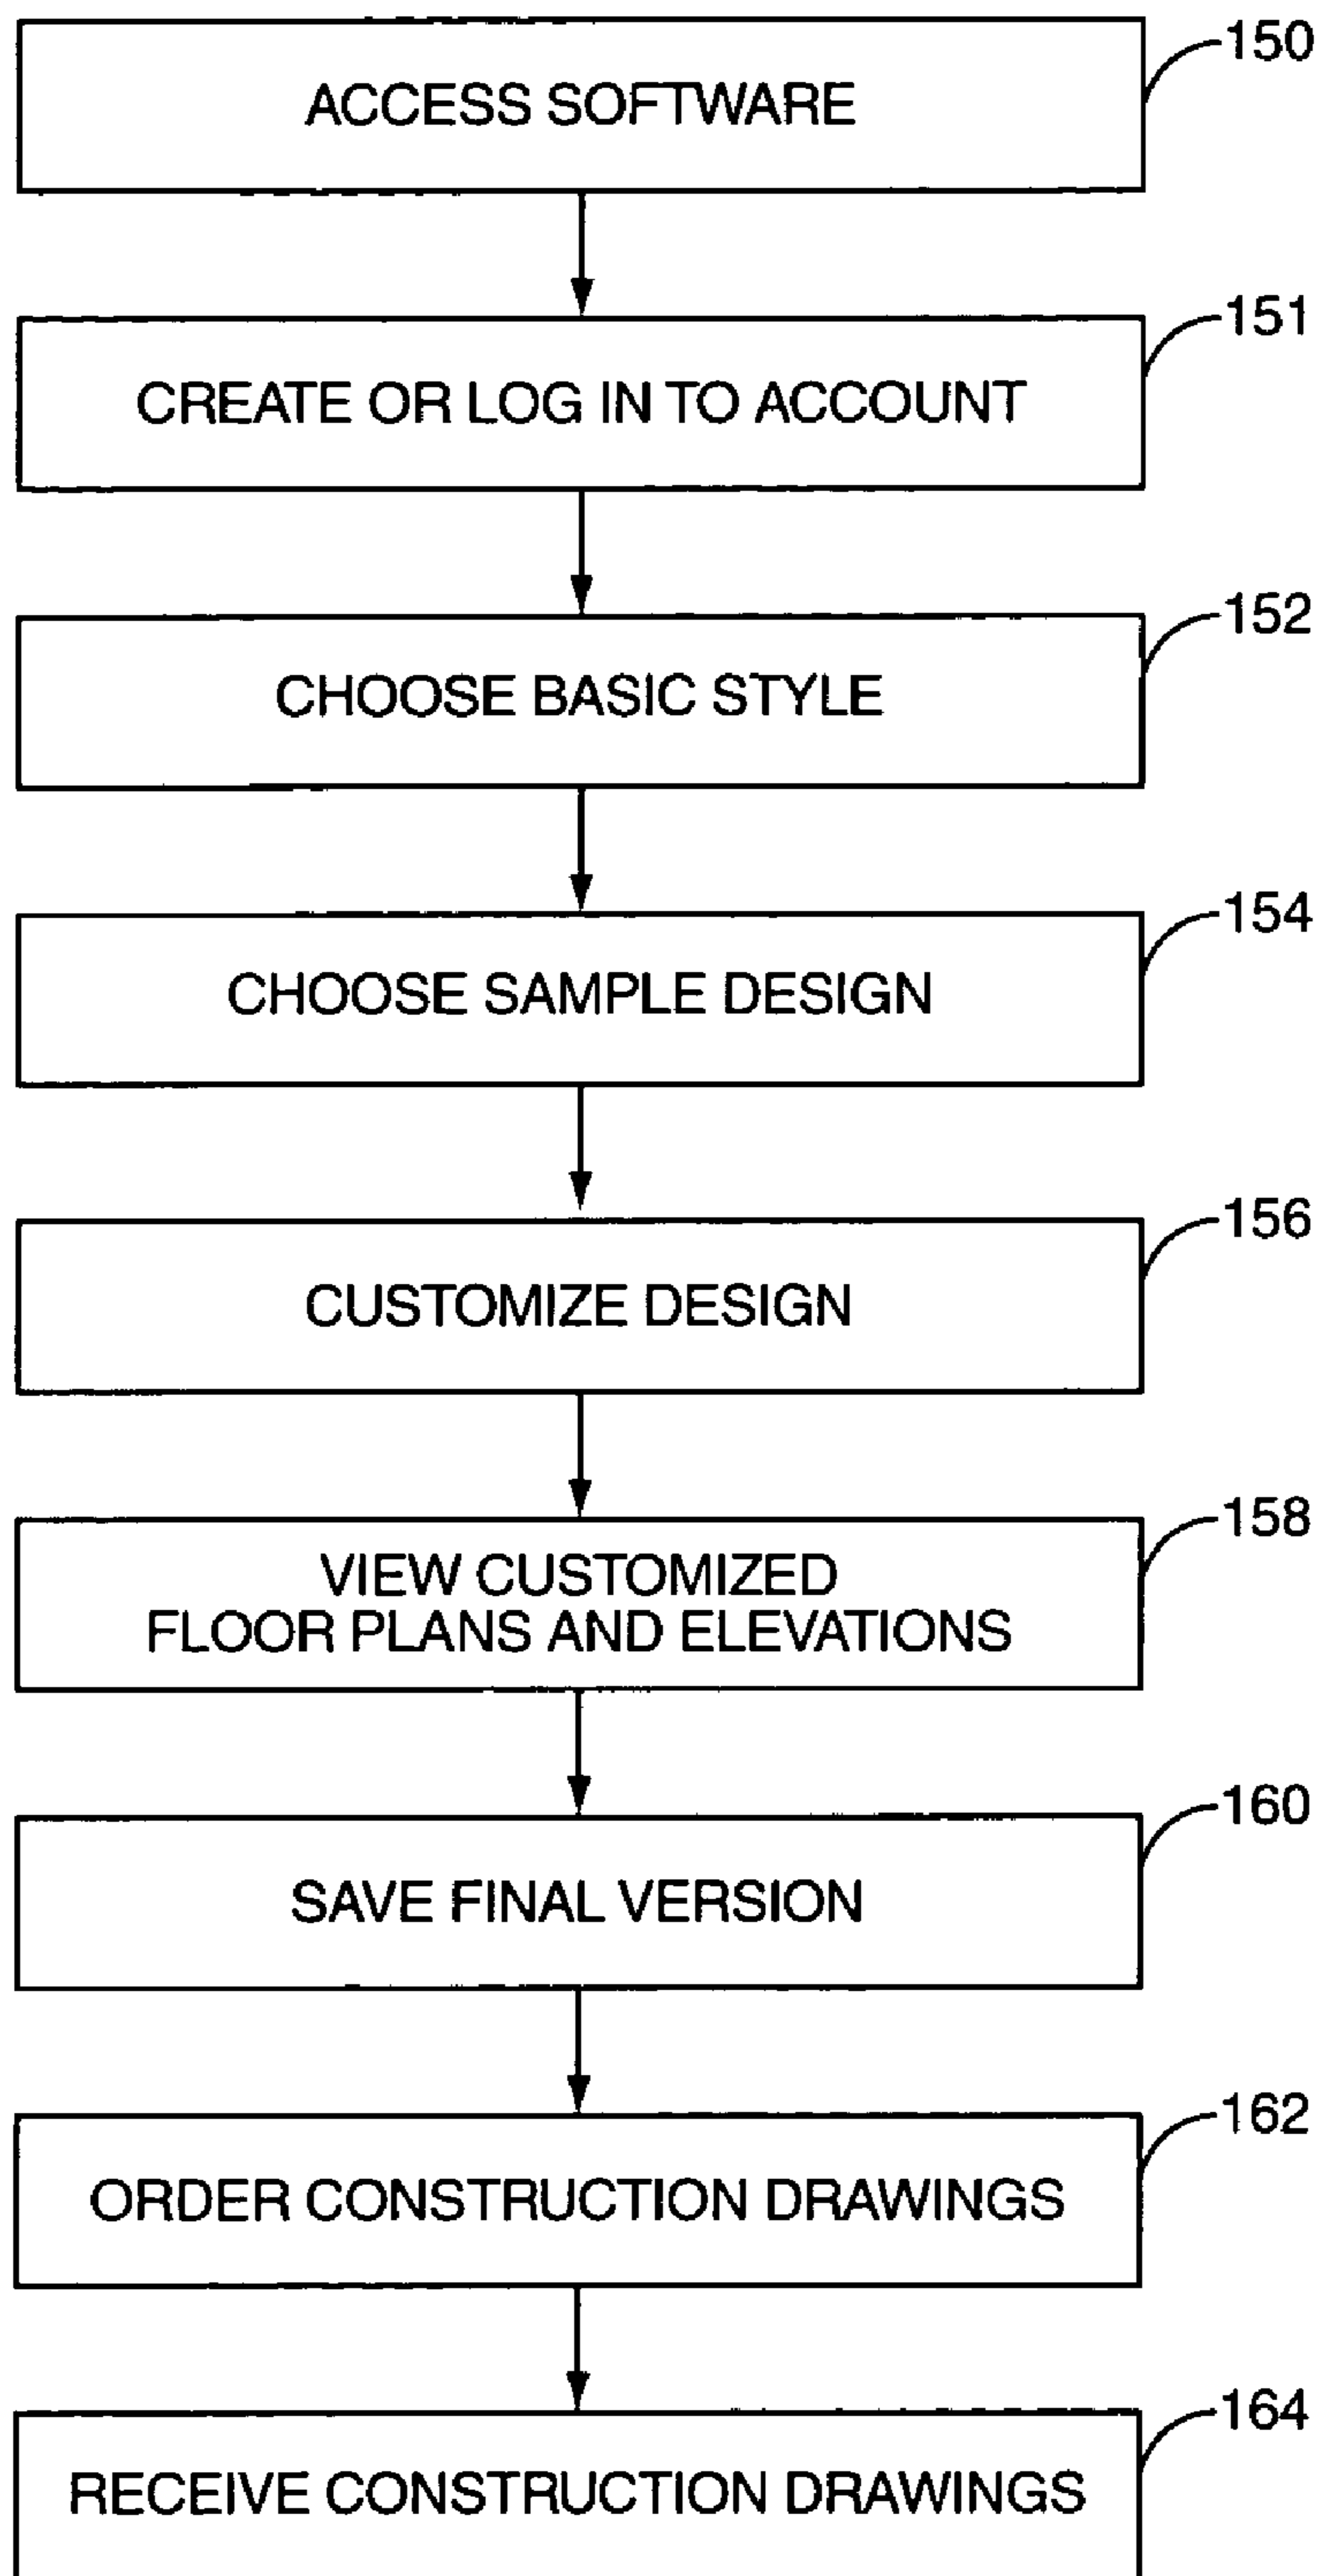 150
ACCESS SOFTWARE
151
CREATE OR LOG IN TO ACCOUNT
152
CHOOSE BASIC STYLE
154
CHOOSE SAMPLE DESIGN
156
CUSTOMIZE DESIGN
158
VIEW CUSTOMIZED
FLOOR PLANS AND ELEVATIONS
160
SAVE FINAL VERSION
162
ORDER CONSTRUCTION DRAWINGS
164
RECEIVE CONSTRUCTION DRAWINGS